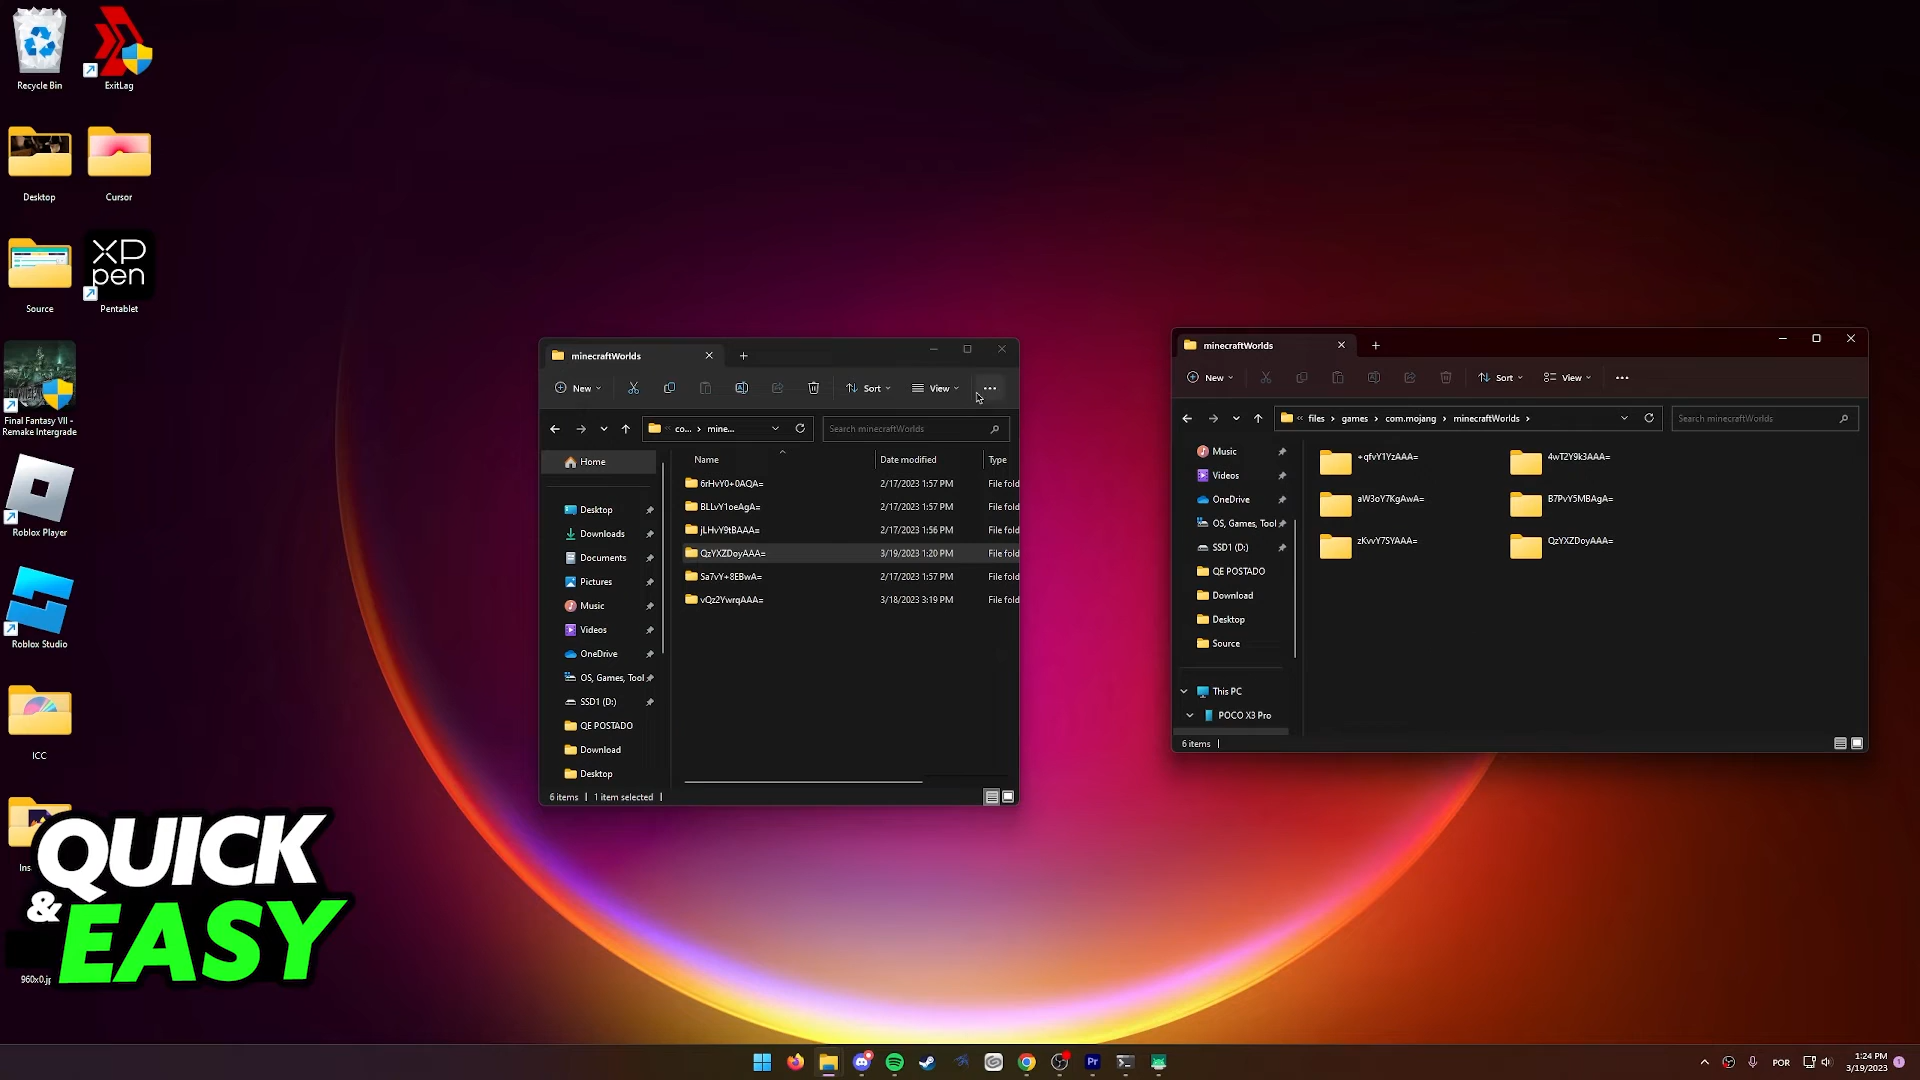 Recycle Bin
ExitLag
Desktop
Cursor
XP
pen
Source
Pentablet
Final Fantasy VII -
Remake Intergrade
Roblox Player
Roblox Studio
ICC
Ins
960x0.jp
QUICK
&
EASY
minecraftWorlds
New
Sort
View
co...
mine...
Search minecraftWorlds
Name
Date modified
Type
Home
Desktop
Downloads
Documents
Pictures
Music
Videos
OneDrive
OS, Games, Tool
SSD1 (D:)
QE POSTADO
Download
Desktop
6rHvY0+0AQA= 2/17/2023 1:57 PM File fold
BLLvY1oeAgA= 2/17/2023 1:57 PM File fold
jLHvY9tBAAA= 2/17/2023 1:56 PM File fold
QzYXZDoyAAA= 3/19/2023 1:20 PM File fold
Sa7vY+8EBwA= 2/17/2023 1:57 PM File fold
vQz2YwrqAAA= 3/18/2023 3:19 PM File fold
6 items 1 item selected
minecraftWorlds
New
Sort
View
files
games
com.mojang
minecraftWorlds
Search minecraftWorlds
Music
Videos
OneDrive
OS, Games, Tool
SSD1 (D:)
QE POSTADO
Download
Desktop
Source
This PC
POCO X3 Pro
+qfvY1YzAAA=
4wT2Y9k3AAA=
aW3oY7KgAwA=
B7PvY5MBAgA=
zKvvY7SYAAA=
QzYXZDoyAAA=
6 items
Pr
POR
1:24 PM
3/19/2023
1